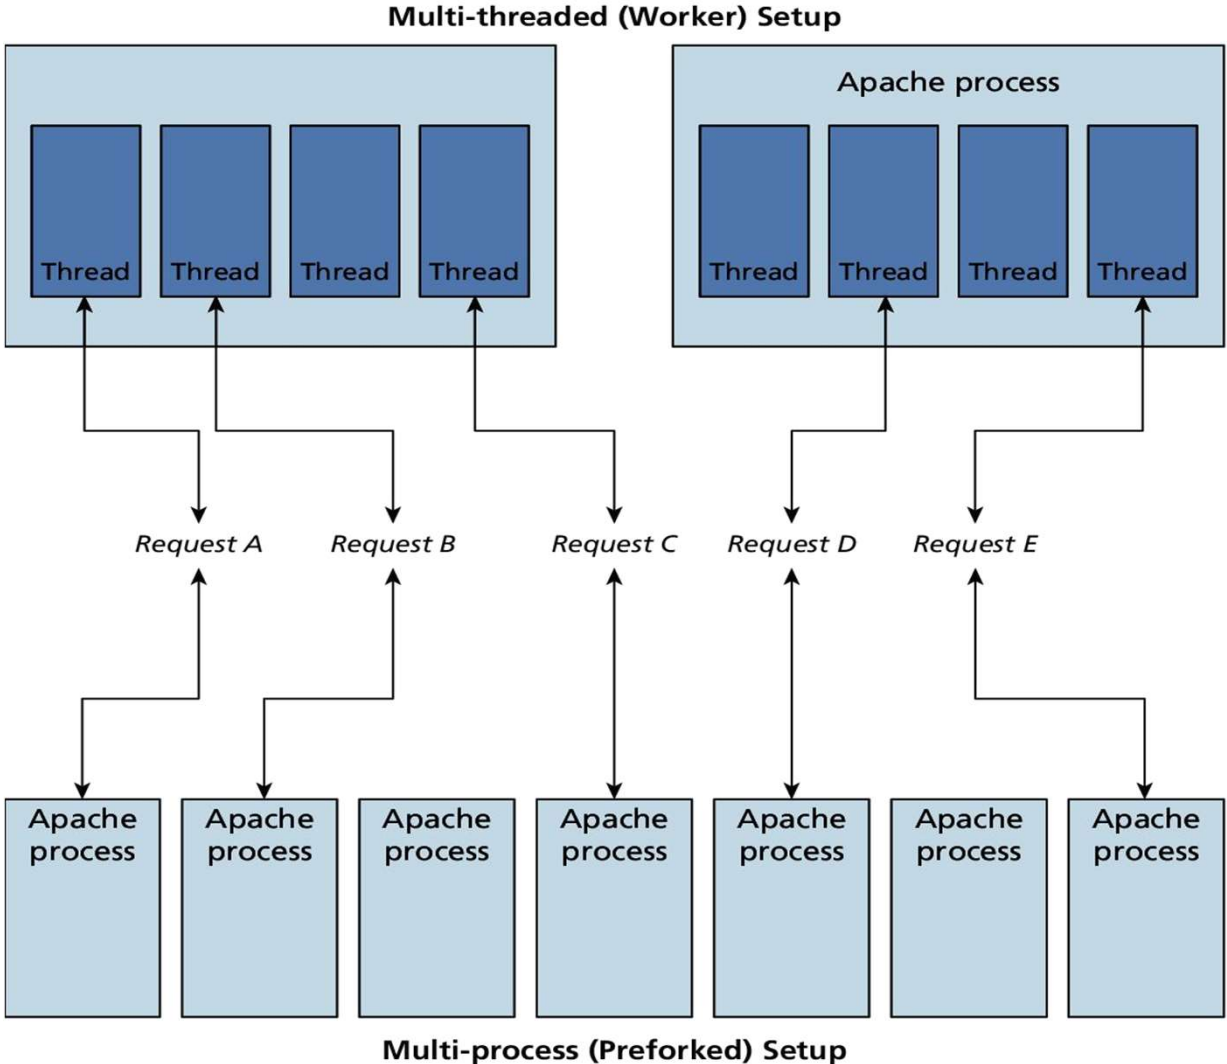 Multi-threaded (Worker) Setup
Apache process
Thread
Thread
Thread
Thread
Thread
Thread
Thread
Thread
Request A
Request B
Request C
Request D
Request E
Apache
process
Apache
process
Apache
process
Apache
process
Apache
process
Apache
process
Apache
process
Multi-process (Preforked) Setup